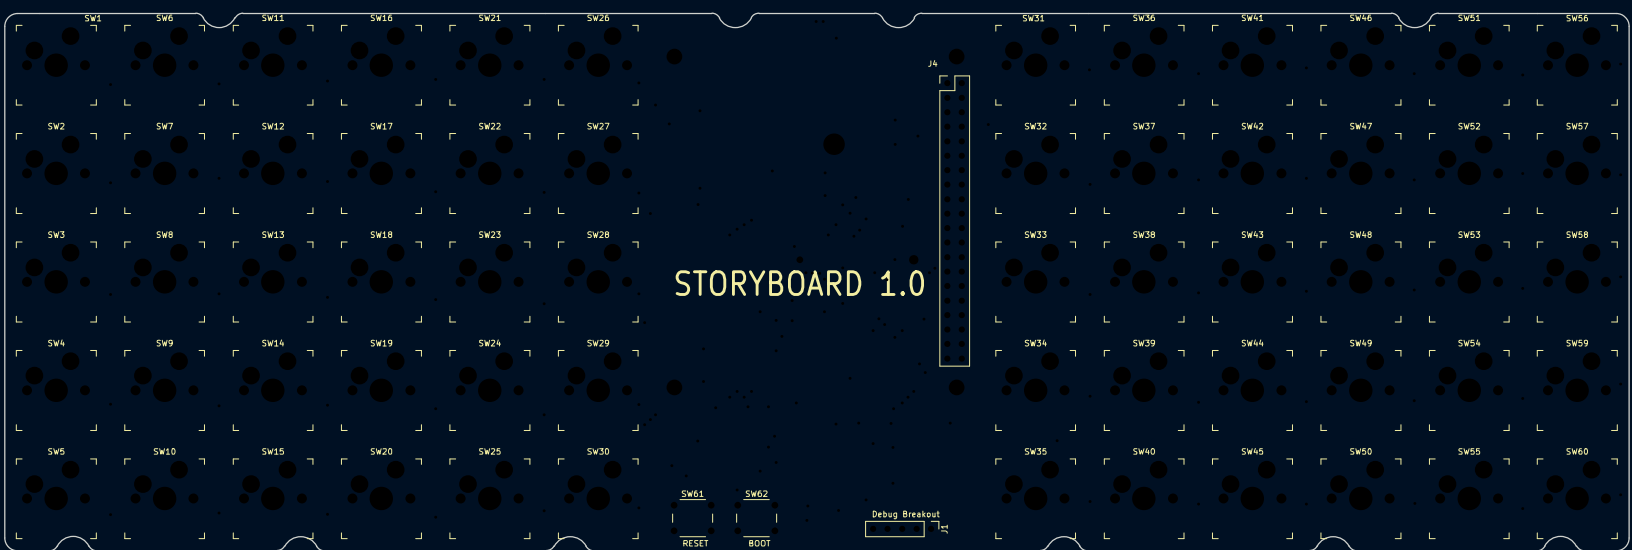 SW1 SW6 SW11 SW16 SW21 SW26 SW31 SW36 SW41 SW46 SW51 SW56
J4
SW2 SW7 SW12 SW17 SW22 SW27 SW32 SW37 SW42 SW47 SW52 SW57
SW3 SW8 SW13 SW18 SW23 SW28 SW33 SW38 SW43 SW48 SW53 SW58
STORYBOARD 1.0
SW4 SW9 SW14 SW19 SW24 SW29 SW34 SW39 SW44 SW49 SW54 SW59
SW5 SW10 SW15 SW20 SW25 SW30 SW35 SW40 SW45 SW50 SW55 SW60
SW61 SW62
Debug Breakout
J1
RESET BOOT